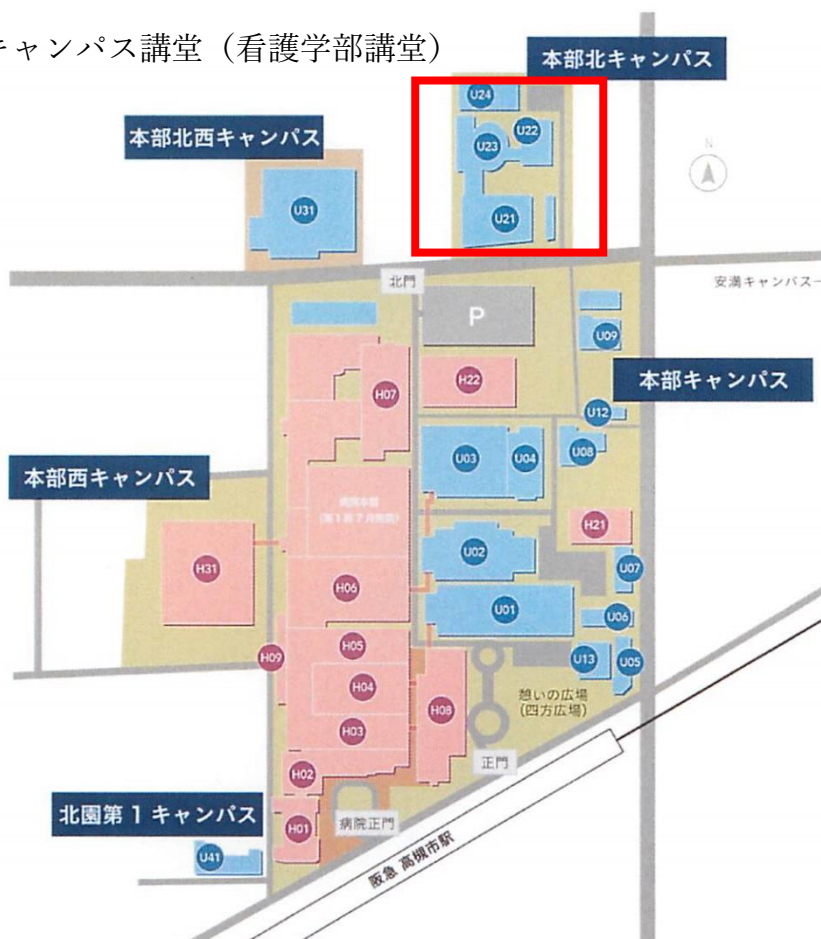 キャンパス講堂（看護学部講堂）
本部北キャンパス
U24
本部北西キャンパス
U22
U23
N
U31
U21
北門
安満キャンパス
P
U09
H22
本部キャンパス
H07
U12
U03
U04
U08
本部西キャンパス
病院本館
H21
U02
H31
U07
H06
U01
U06
H05
H09
U13
U05
H04
憩いの広場
(四方広場)
H08
H03
正門
H02
北園第1キャンパス
病院正門
H01
U41
阪急 高槻市駅